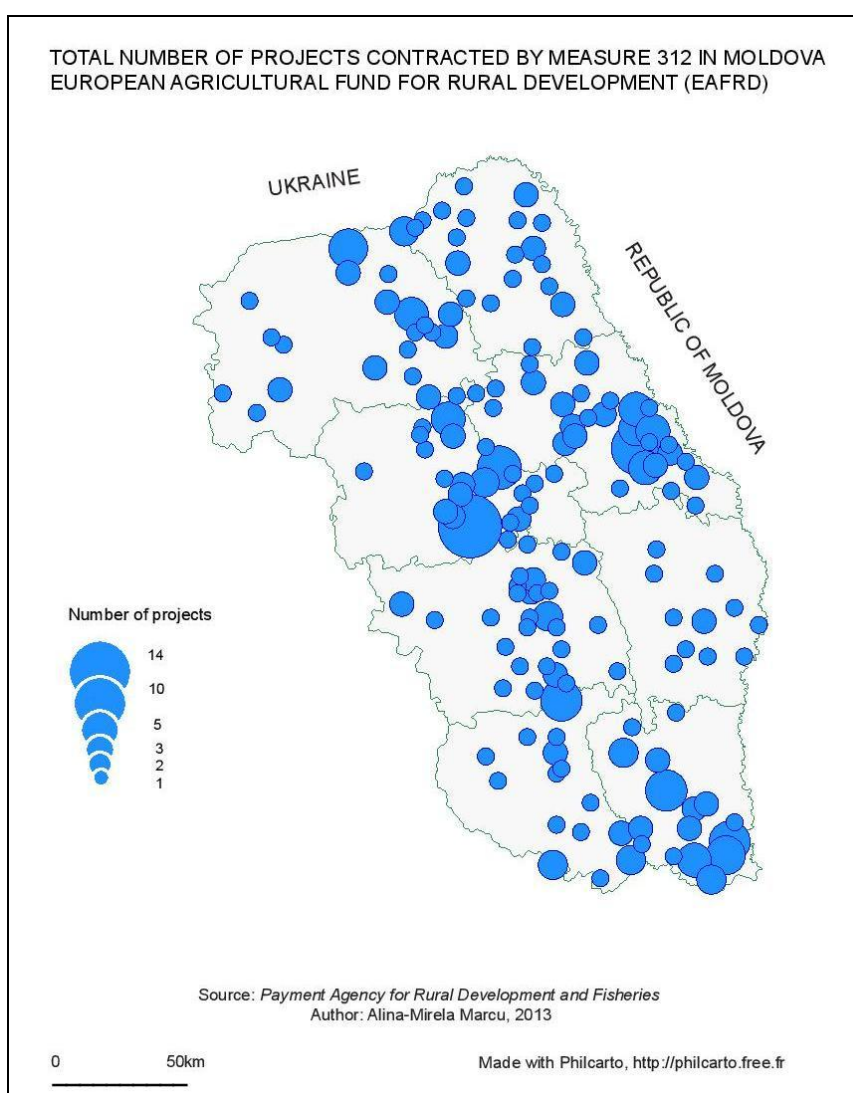 TOTAL NUMBER OF PROJECTS CONTRACTED BY MEASURE 312 IN MOLDOVA
EUROPEAN AGRICULTURAL FUND FOR RURAL DEVELOPMENT (EAFRD)
UKRAINE
REPUBLIC OF MOLDOVA
Number of projects
14
10
5
3
2
1
Source: Payment Agency for Rural Development and Fisheries
Author: Alina-Mirela Marcu, 2013
0 50km
Made with Philcarto, http://philcarto.free.fr